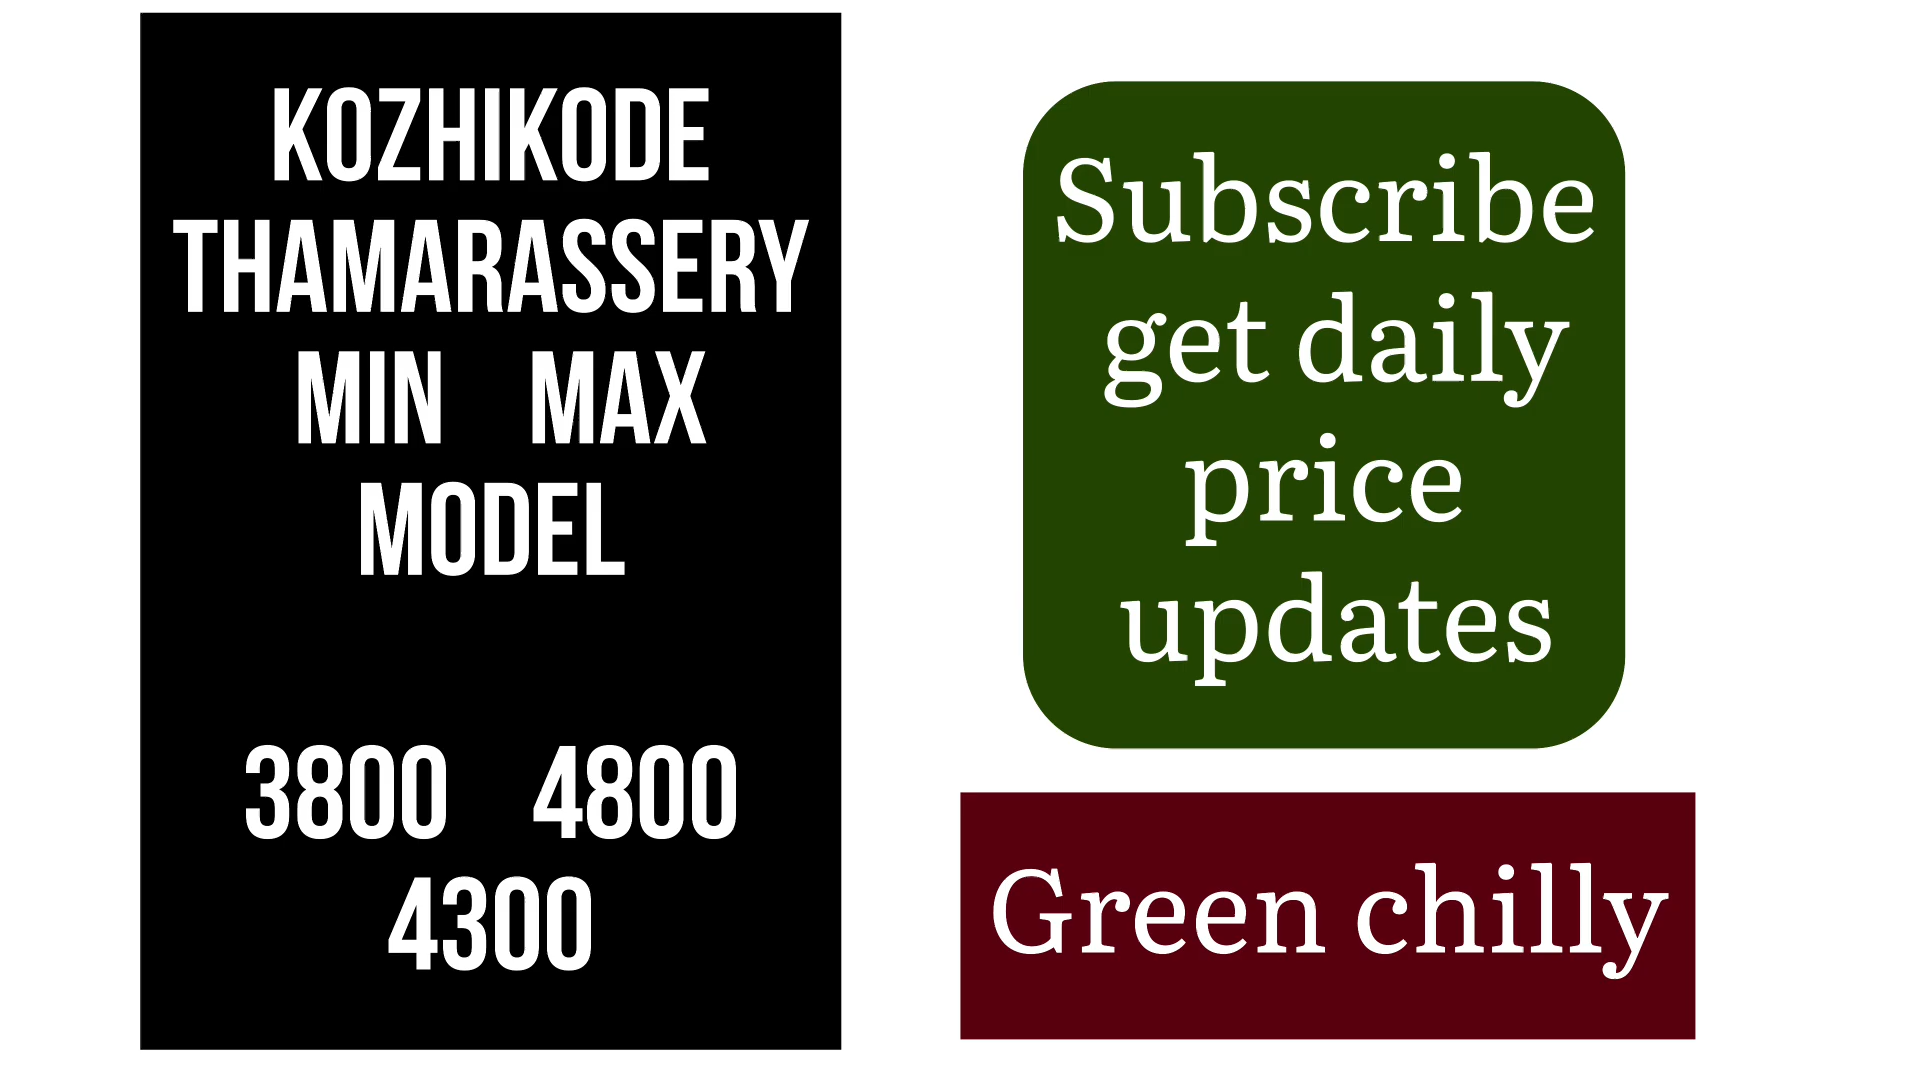 KOZHIKODE
THAMARASSERY
MIN MAX
MODEL
3800 4800
4300
Subscribe
get daily
price
updates
Green chilly